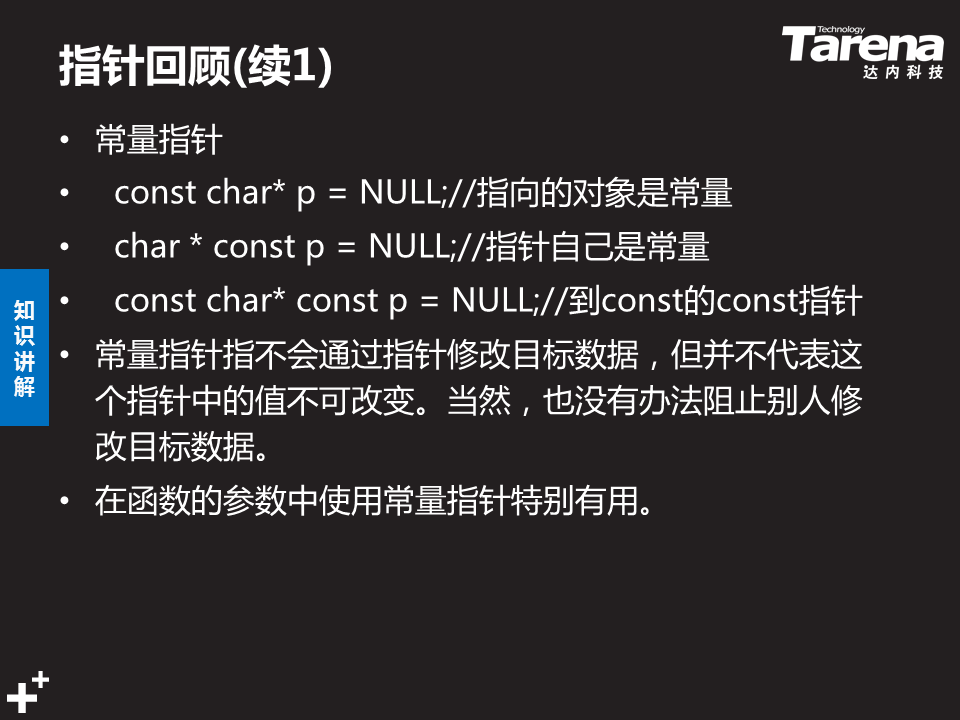 指针回顾(续1)
Technology
Tarena
达内科技
• 常量指针
• const char* p = NULL;//指向的对象是常量
• char * const p = NULL;//指针自己是常量
• const char* const p = NULL;//到const的const指针
• 常量指针指不会通过指针修改目标数据，但并不代表这
个指针中的值不可改变。当然，也没有办法阻止别人修
改目标数据。
• 在函数的参数中使用常量指针特别有用。
知
识
讲
解